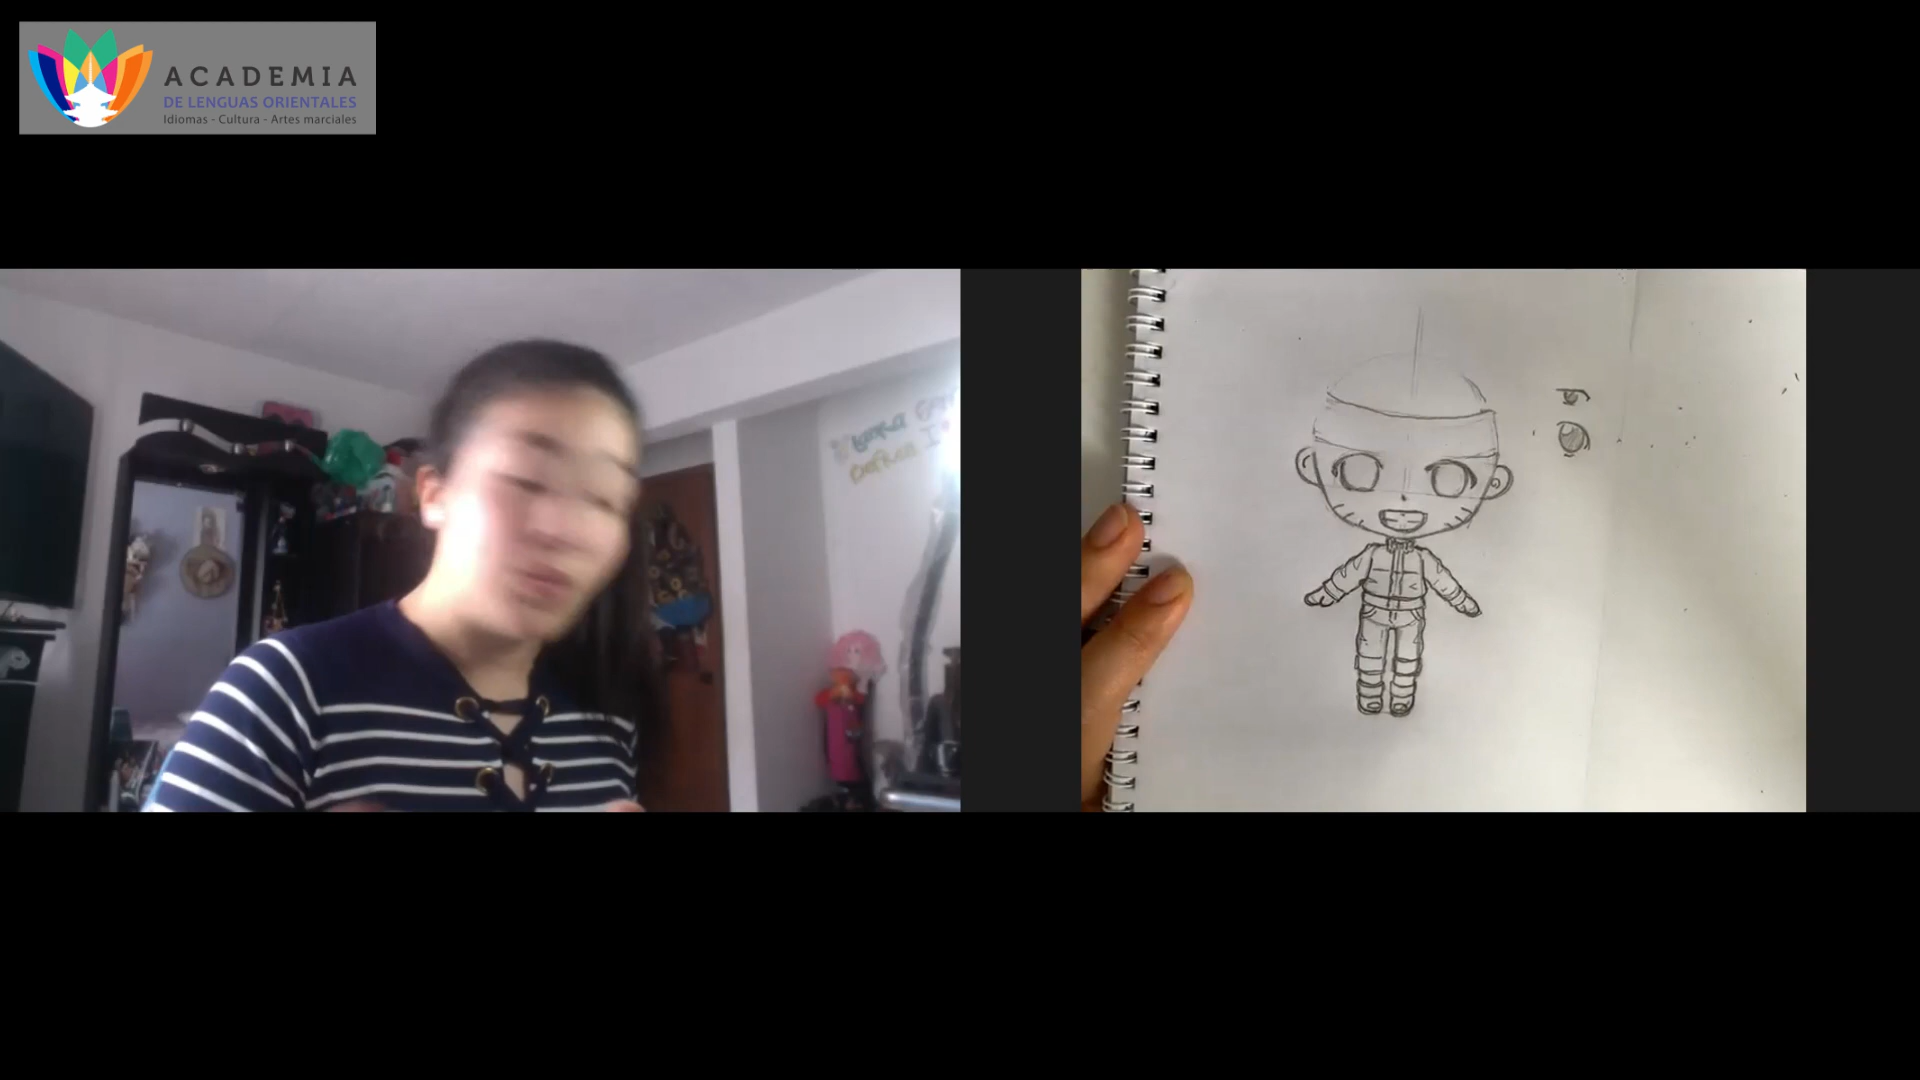 ACADEMIA
DE LENGUAS ORIENTALES
Idiomas - Cultura - Artes marciales